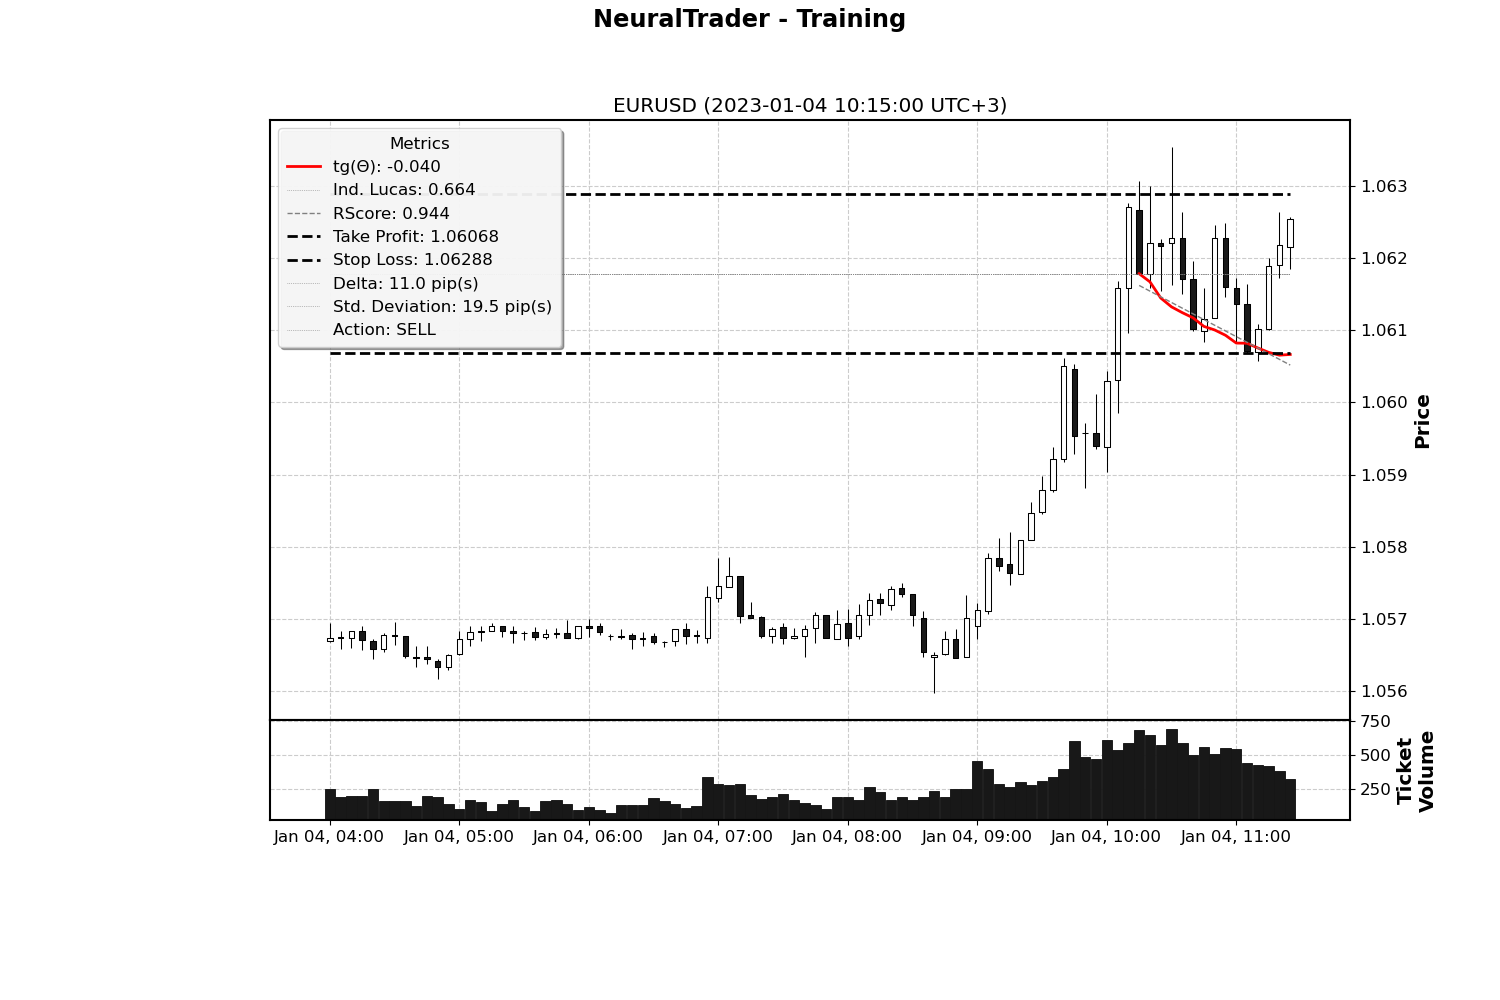 NeuralTrader - Training
EURUSD (2023-01-04 10:15:00 UTC+3)
Metrics
tg(Θ): -0.040
Ind. Lucas: 0.664
RScore: 0.944
Take Profit: 1.06068
Stop Loss: 1.06288
Delta: 11.0 pip(s)
Std. Deviation: 19.5 pip(s)
Action: SELL
1.063
1.062
1.061
1.060
1.059
1.058
1.057
1.056
Price
750
500
250
Ticket
Volume
Jan 04, 04:00 Jan 04, 05:00 Jan 04, 06:00 Jan 04, 07:00 Jan 04, 08:00 Jan 04, 09:00 Jan 04, 10:00 Jan 04, 11:00